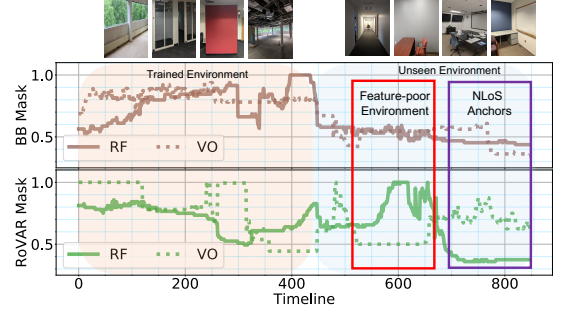 Trained Environment
Unseen Environment
1.0
0.5
BB Mask
Feature-poor
Environment
NLoS
Anchors
RF
VO
1.0
0.5
RoVAR Mask
RF
VO
0
200
400
600
800
Timeline